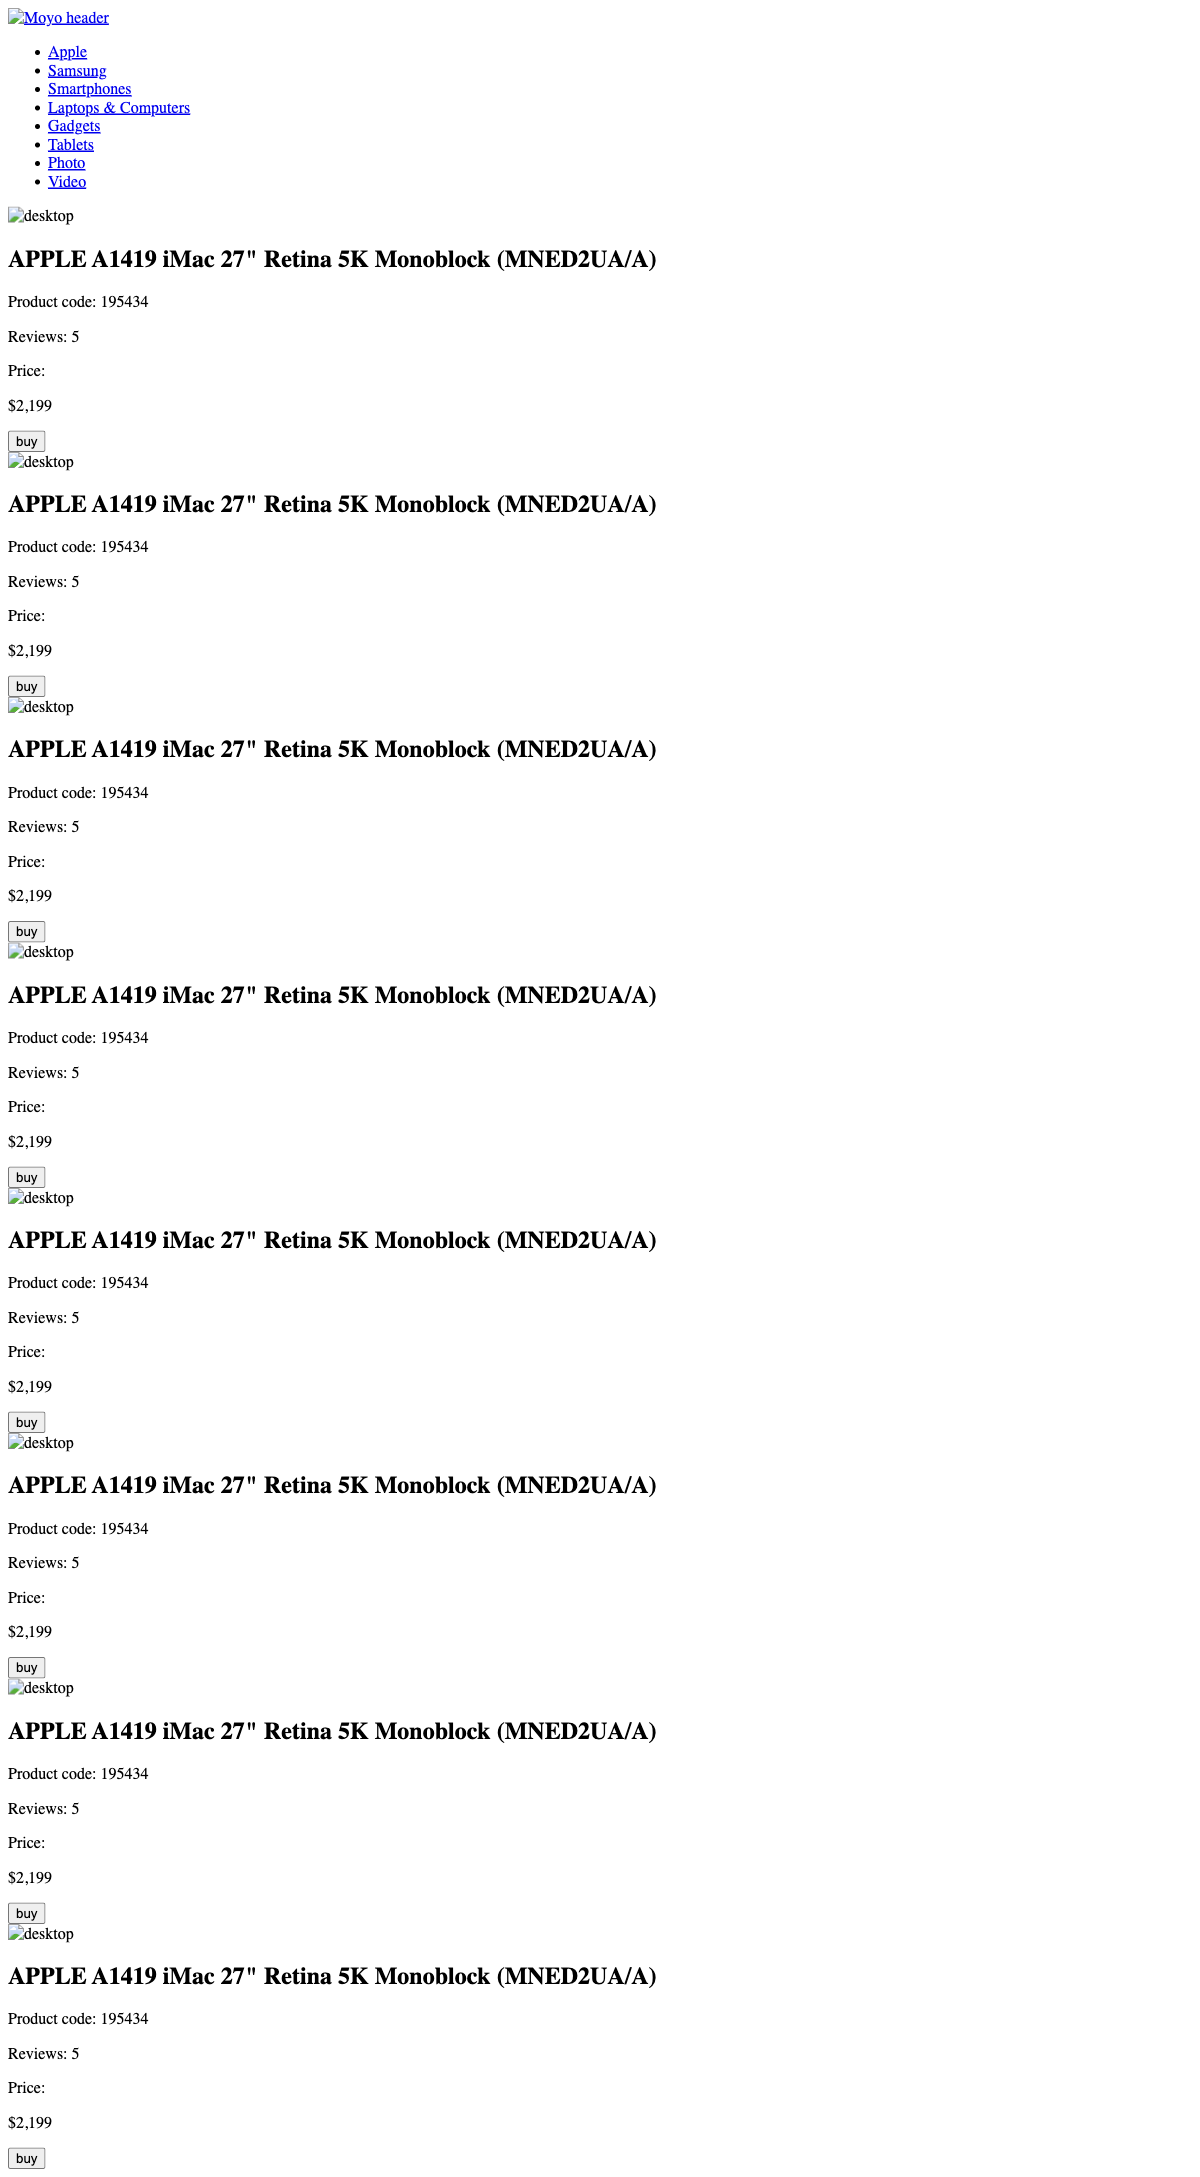 Moyo header
Apple
Samsung
Smartphones
Laptops & Computers
Gadgets
Tablets
Photo
Video
desktop
APPLE A1419 iMac 27" Retina 5K Monoblock (MNED2UA/A)
Product code: 195434
Reviews: 5
Price:
$2,199
buy
desktop
APPLE A1419 iMac 27" Retina 5K Monoblock (MNED2UA/A)
Product code: 195434
Reviews: 5
Price:
$2,199
buy
desktop
APPLE A1419 iMac 27" Retina 5K Monoblock (MNED2UA/A)
Product code: 195434
Reviews: 5
Price:
$2,199
buy
desktop
APPLE A1419 iMac 27" Retina 5K Monoblock (MNED2UA/A)
Product code: 195434
Reviews: 5
Price:
$2,199
buy
desktop
APPLE A1419 iMac 27" Retina 5K Monoblock (MNED2UA/A)
Product code: 195434
Reviews: 5
Price:
$2,199
buy
desktop
APPLE A1419 iMac 27" Retina 5K Monoblock (MNED2UA/A)
Product code: 195434
Reviews: 5
Price:
$2,199
buy
desktop
APPLE A1419 iMac 27" Retina 5K Monoblock (MNED2UA/A)
Product code: 195434
Reviews: 5
Price:
$2,199
buy
desktop
APPLE A1419 iMac 27" Retina 5K Monoblock (MNED2UA/A)
Product code: 195434
Reviews: 5
Price:
$2,199
buy